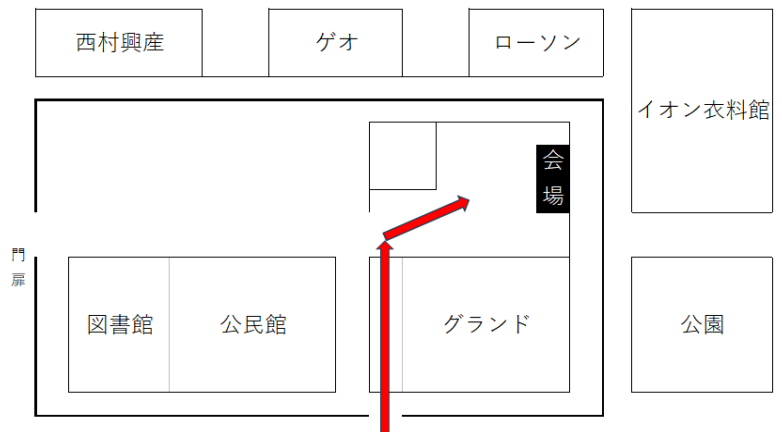 西村興産
ゲオ
ローソン
イオン衣料館
会場
門扉
図書館
公民館
グランド
公園